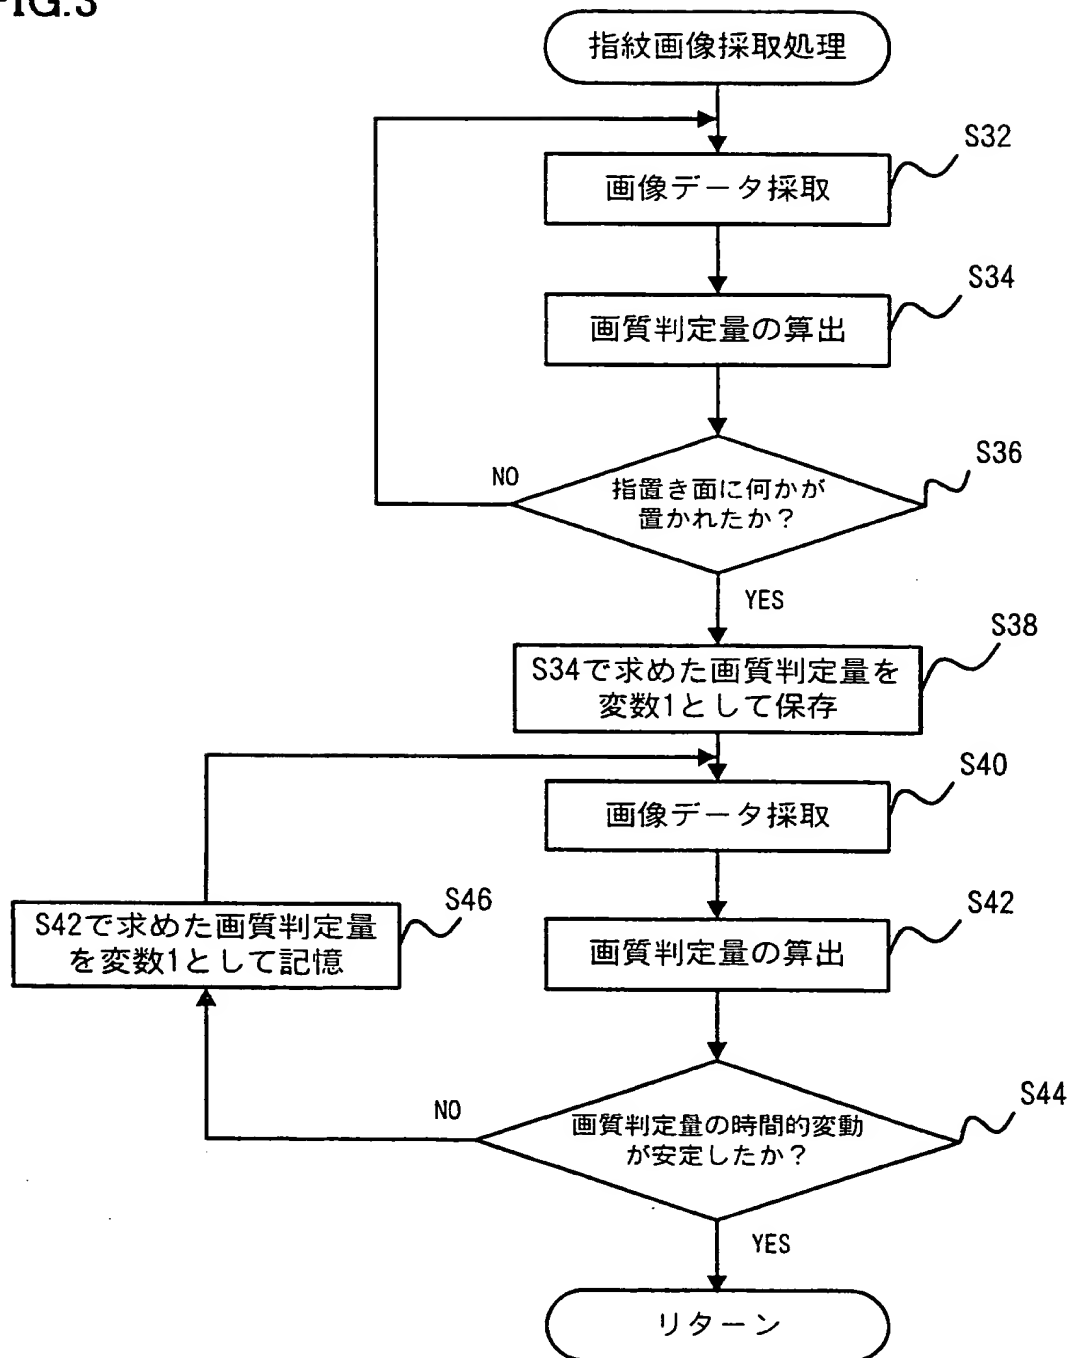 FIG.3
指紋画像採取処理
S32
画像データ採取
S34
画質判定量の算出
S36
NO
指置き面に何かが
置かれたか？
YES
S38
S34で求めた画質判定量を
変数1として保存
S40
画像データ採取
S46
S42で求めた画質判定量
を変数1として記憶
S42
画質判定量の算出
S44
NO
画質判定量の時間的変動
が安定したか？
YES
リターン